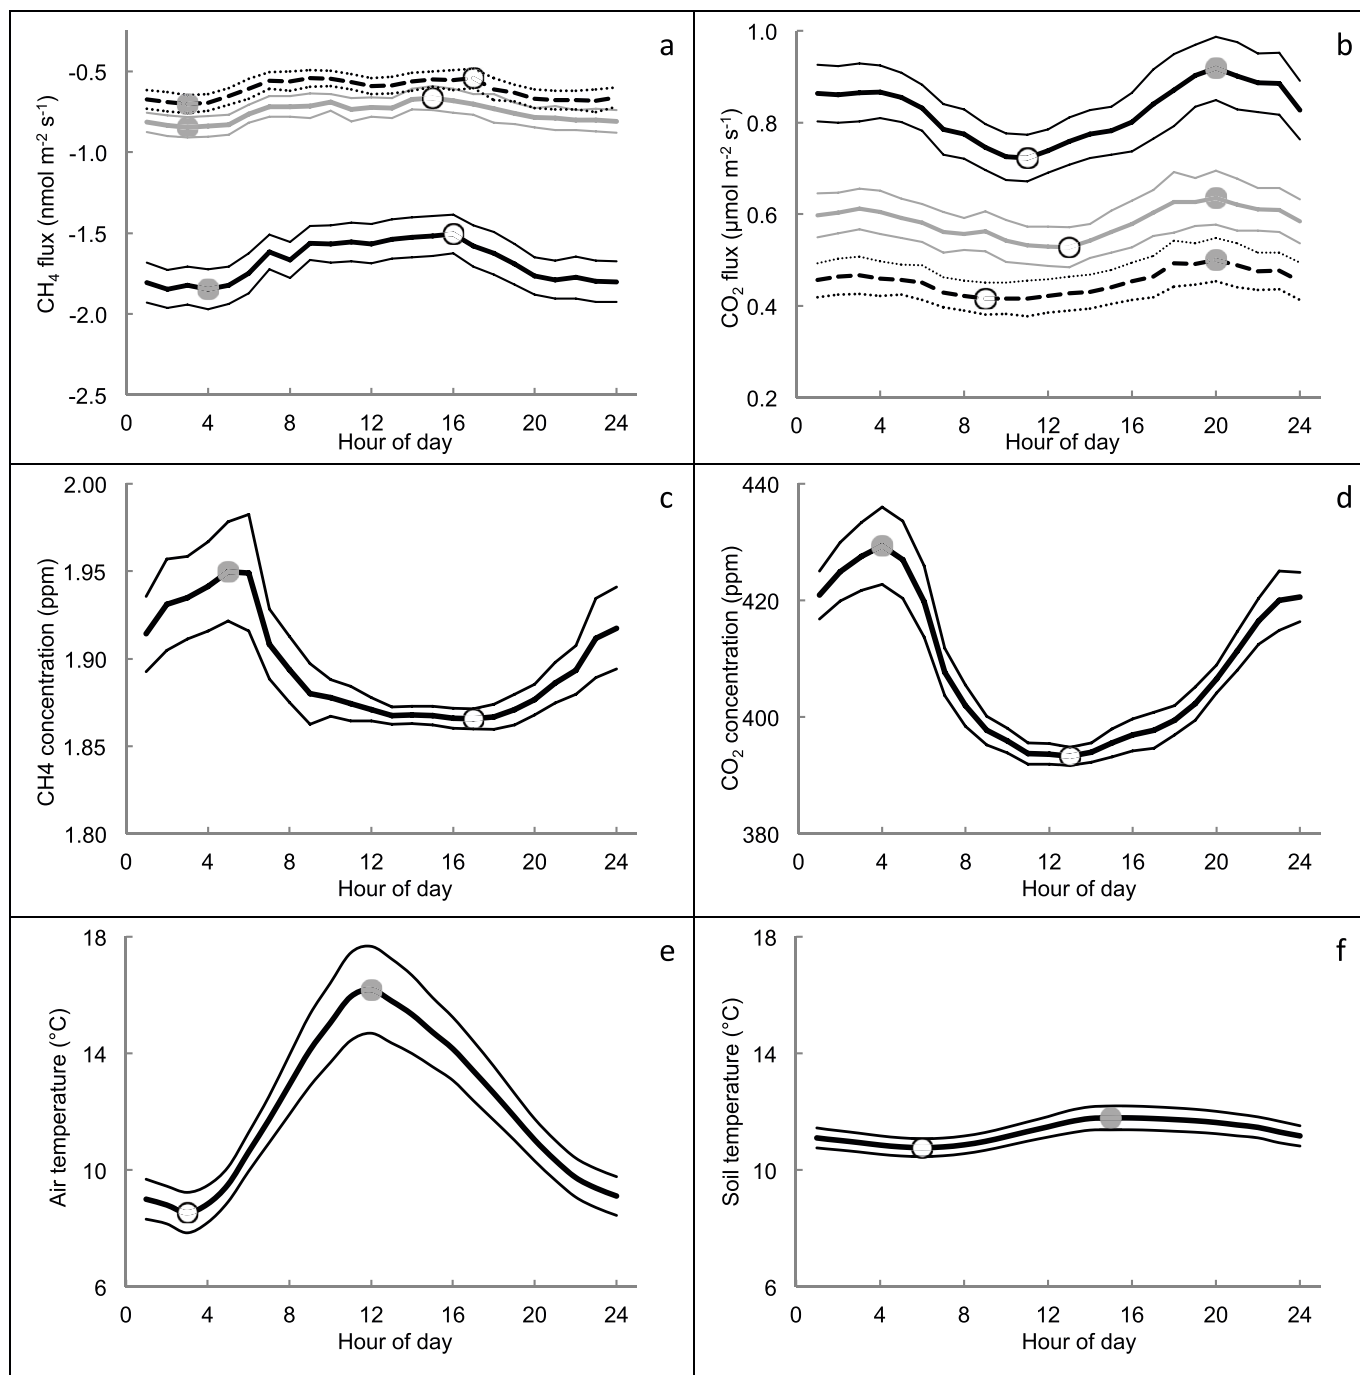 a
CH4 flux (nmol m-2 s-1)
-0.5
-1.0
-1.5
-2.0
-2.5
0 4 8 12 16 20 24
Hour of day
b
CO2 flux (µmol m-2 s-1)
1.0
0.8
0.6
0.4
0.2
0 4 8 12 16 20 24
Hour of day
c
CH4 concentration (ppm)
2.00
1.95
1.90
1.85
1.80
0 4 8 12 16 20 24
Hour of day
d
CO2 concentration (ppm)
440
420
400
380
0 4 8 12 16 20 24
Hour of day
e
Air temperature (°C)
18
14
10
6
0 4 8 12 16 20 24
Hour of day
f
Soil temperature (°C)
18
14
10
6
0 4 8 12 16 20 24
Hour of day